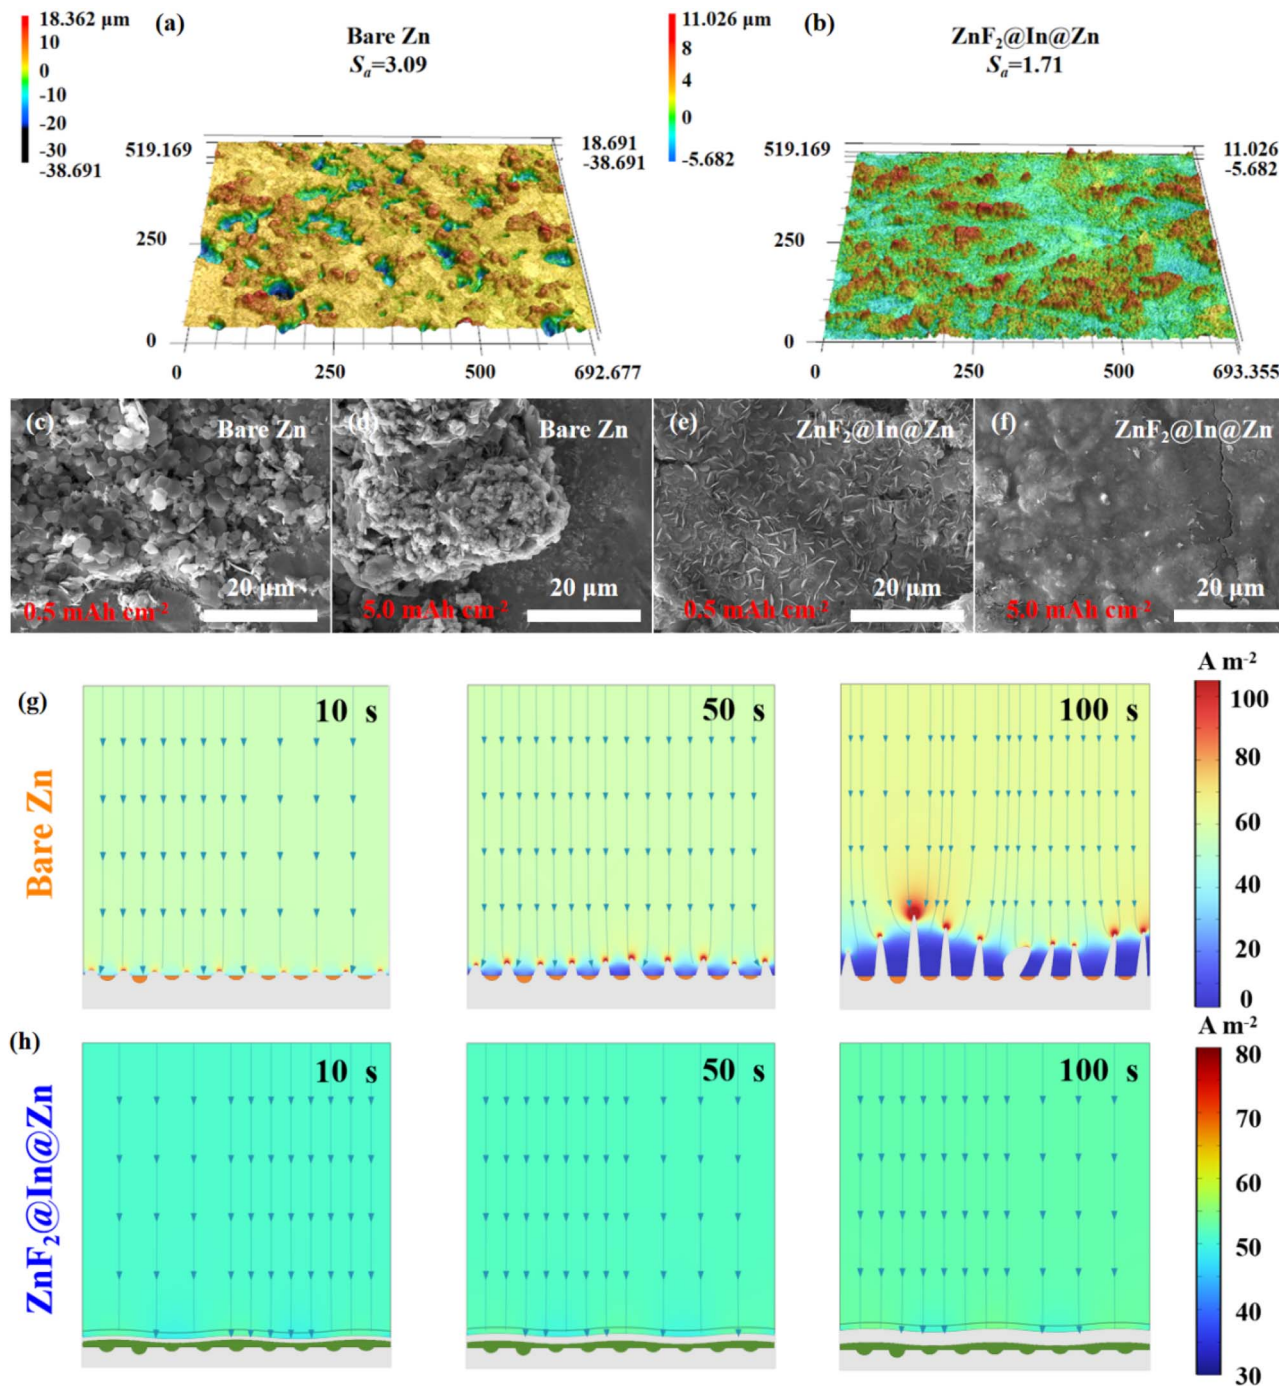 18.362 μm
10
0
-10
-20
-30
-38.691
(a)
Bare Zn
Sa=3.09
519.169
250
0
0
250
500
692.677
18.691
-38.691
11.026 μm
8
4
0
-5.682
(b)
ZnF2@In@Zn
Sa=1.71
519.169
250
0
0
250
500
693.355
11.026
-5.682
(c)
Bare Zn
0.5 mAh cm-2
20 μm
(d)
Bare Zn
5.0 mAh cm-2
20 μm
(e)
ZnF2@In@Zn
0.5 mAh cm-2
20 μm
(f)
ZnF2@In@Zn
5.0 mAh cm-2
20 μm
(g)
Bare Zn
10 s
50 s
100 s
A m-2
100
80
60
40
20
0
(h)
ZnF2@In@Zn
10 s
50 s
100 s
A m-2
80
70
60
50
40
30